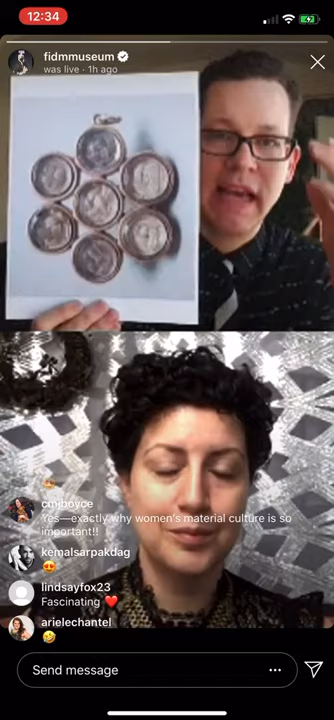 12:34
fidmmuseum
was live · 1h ago
cmjboyce
Yes—exactly why women's material culture is so
important!!
kemalsarpakdag
😍
lindsayfox23
Fascinating ❤️
arielechantel
🤣
Send message